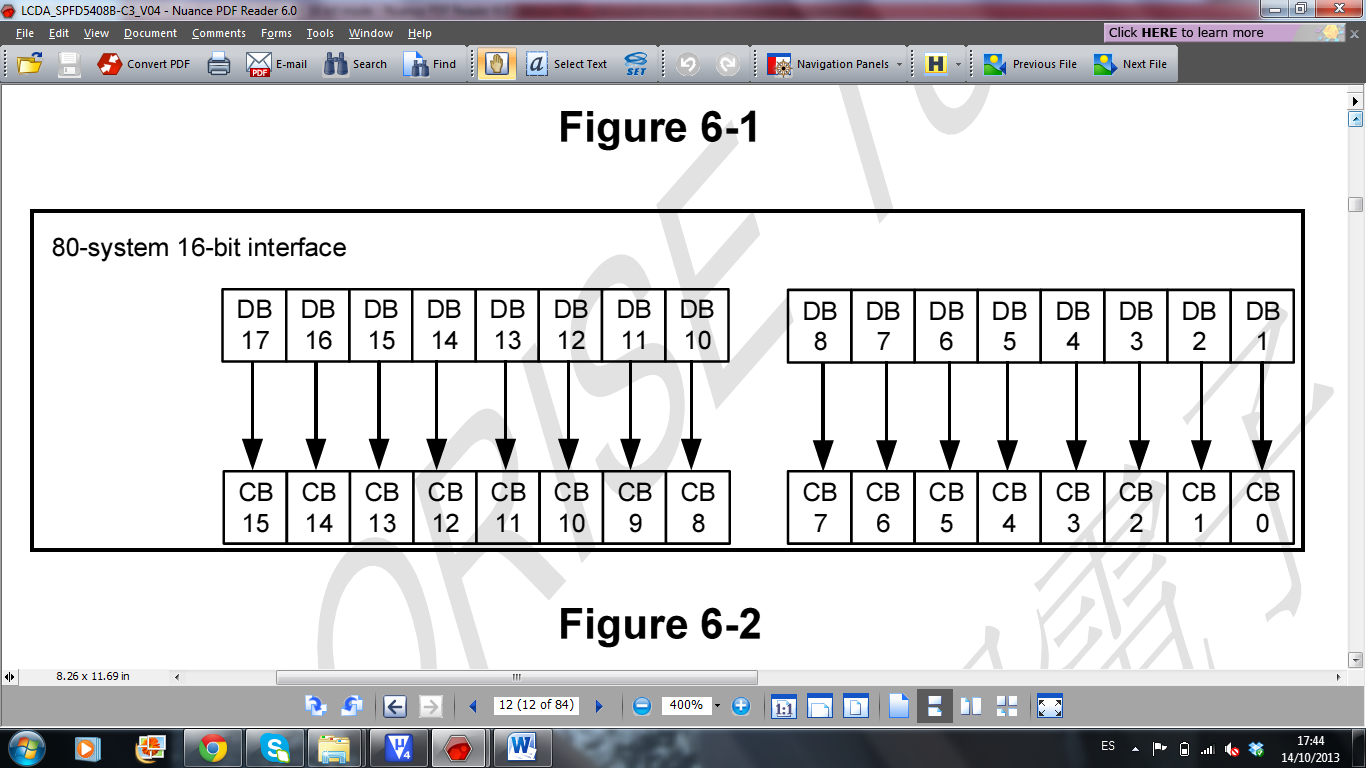 LCDA_SPFD5408B-C3_V04 - Nuance PDF Reader 6.0
File Edit View Document Comments Forms Tools Window Help
Click HERE to learn more
Convert PDF E-mail Search Find Select Text SET Navigation Panels H Previous File Next File
Figure 6-1
80-system 16-bit interface
DB 17 DB 16 DB 15 DB 14 DB 13 DB 12 DB 11 DB 10 DB 8 DB 7 DB 6 DB 5 DB 4 DB 3 DB 2 DB 1
CB 15 CB 14 CB 13 CB 12 CB 11 CB 10 CB 9 CB 8 CB 7 CB 6 CB 5 CB 4 CB 3 CB 2 CB 1 CB 0
ORISE
電子
Figure 6-2
8.26 x 11.69 in
12 (12 of 84) 400% 1:1
ES 17:44
14/10/2013